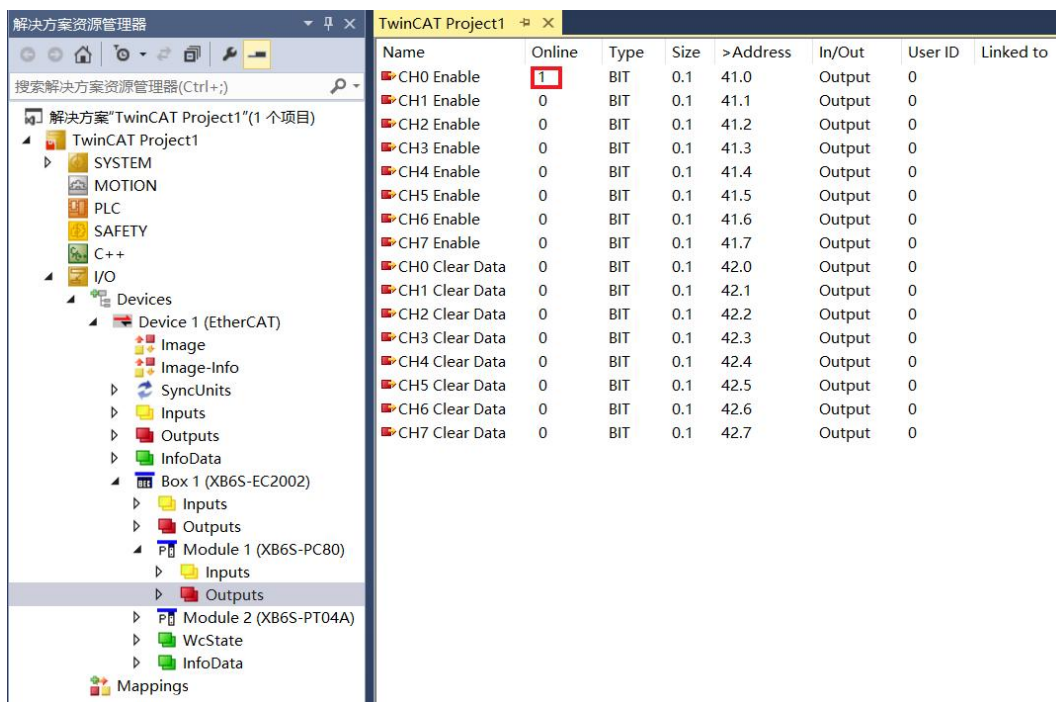 解决方案资源管理器
搜索解决方案资源管理器(Ctrl+;)
解决方案"TwinCAT Project1"(1 个项目)
TwinCAT Project1
SYSTEM
MOTION
PLC
SAFETY
C++
I/O
Devices
Device 1 (EtherCAT)
Image
Image-Info
SyncUnits
Inputs
Outputs
InfoData
Box 1 (XB6S-EC2002)
Inputs
Outputs
Module 1 (XB6S-PC80)
Inputs
Outputs
Module 2 (XB6S-PT04A)
WcState
InfoData
Mappings
TwinCAT Project1
Name Online Type Size >Address In/Out User ID Linked to
CH0 Enable 1 BIT 0.1 41.0 Output 0
CH1 Enable 0 BIT 0.1 41.1 Output 0
CH2 Enable 0 BIT 0.1 41.2 Output 0
CH3 Enable 0 BIT 0.1 41.3 Output 0
CH4 Enable 0 BIT 0.1 41.4 Output 0
CH5 Enable 0 BIT 0.1 41.5 Output 0
CH6 Enable 0 BIT 0.1 41.6 Output 0
CH7 Enable 0 BIT 0.1 41.7 Output 0
CH0 Clear Data 0 BIT 0.1 42.0 Output 0
CH1 Clear Data 0 BIT 0.1 42.1 Output 0
CH2 Clear Data 0 BIT 0.1 42.2 Output 0
CH3 Clear Data 0 BIT 0.1 42.3 Output 0
CH4 Clear Data 0 BIT 0.1 42.4 Output 0
CH5 Clear Data 0 BIT 0.1 42.5 Output 0
CH6 Clear Data 0 BIT 0.1 42.6 Output 0
CH7 Clear Data 0 BIT 0.1 42.7 Output 0